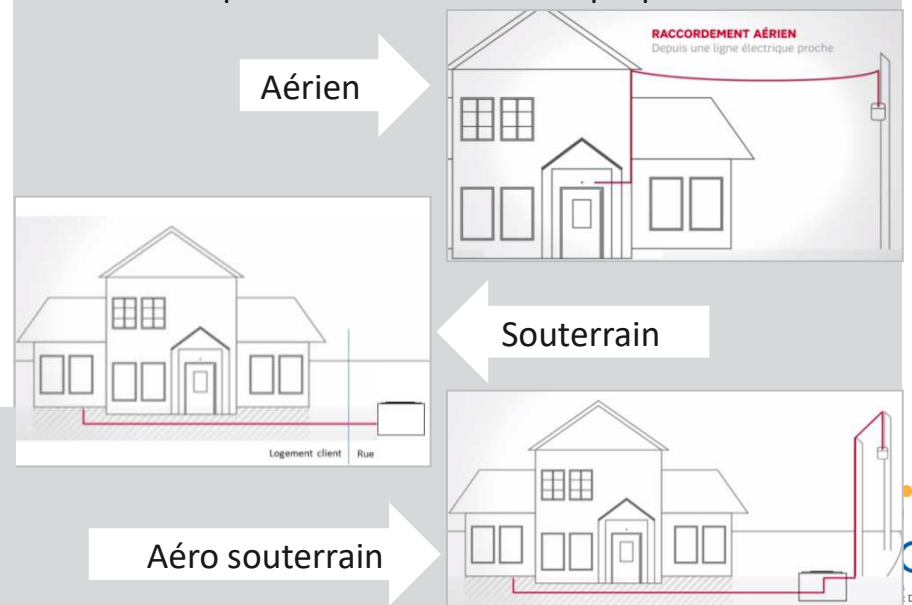 RACCORDEMENT AÉRIEN
Depuis une ligne électrique proche
Aérien
Souterrain
Logement client Rue
Aéro souterrain